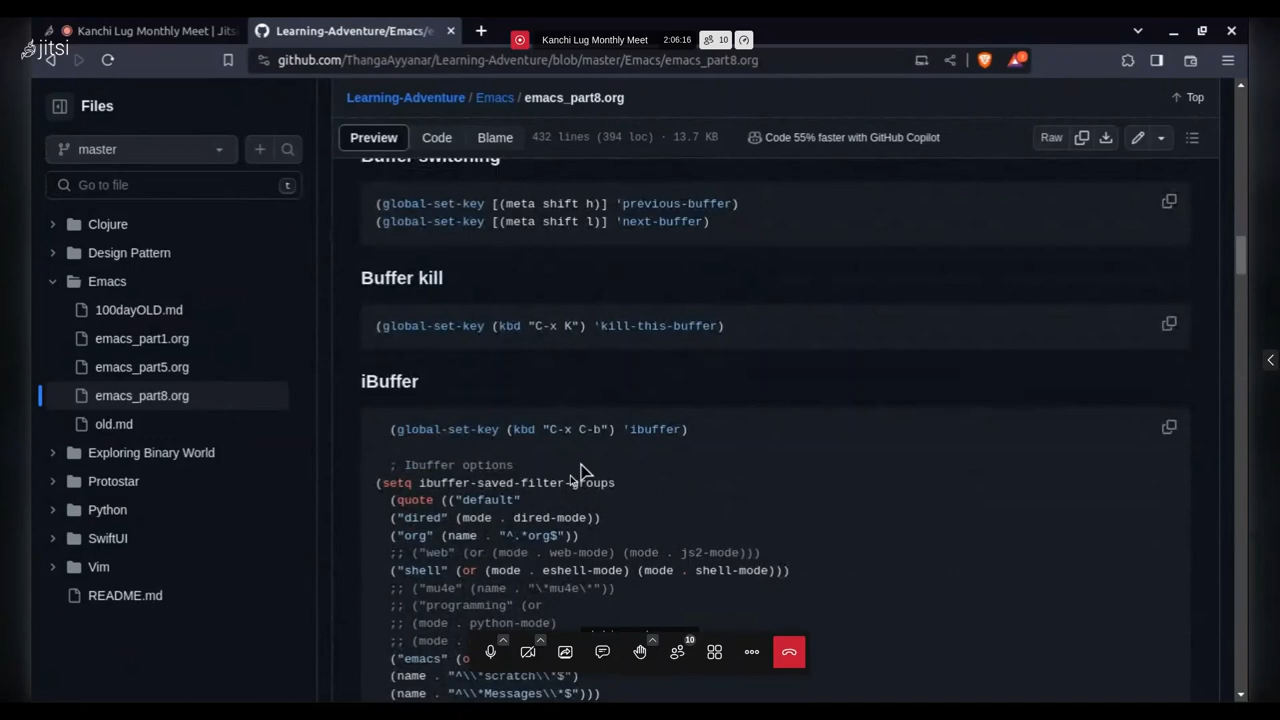 Kanchi Lug Monthly Meet | Jits
Learning-Adventure/Emacs/e
Kanchi Lug Monthly Meet
2:06:16
10
jitsi
github.com/ThangaAyyanar/Learning-Adventure/blob/master/Emacs/emacs_part8.org
Files
Learning-Adventure / Emacs / emacs_part8.org
Top
master
Preview
Code
Blame
432 lines (394 loc) · 13.7 KB
Code 55% faster with GitHub Copilot
Raw
Go to file
t
Buffer switching
(global-set-key [(meta shift h)] 'previous-buffer)
(global-set-key [(meta shift l)] 'next-buffer)
Clojure
Design Pattern
Emacs
100dayOLD.md
emacs_part1.org
emacs_part5.org
emacs_part8.org
old.md
Exploring Binary World
Protostar
Python
SwiftUI
Vim
README.md
Buffer kill
(global-set-key (kbd "C-x K") 'kill-this-buffer)
iBuffer
(global-set-key (kbd "C-x C-b") 'ibuffer)
; Ibuffer options
(setq ibuffer-saved-filter-groups
(quote (("default"
("dired" (mode . dired-mode))
("org" (name . "^.*org$"))
;; ("web" (or (mode . web-mode) (mode . js2-mode)))
("shell" (or (mode . eshell-mode) (mode . shell-mode)))
;; ("mu4e" (name . "\*mu4e\*"))
;; ("programming" (or
;; (mode . python-mode)
;; (mode .
("emacs" (o
(name . "^\\*scratch\\*$")
(name . "^\\*Messages\\*$")))
10